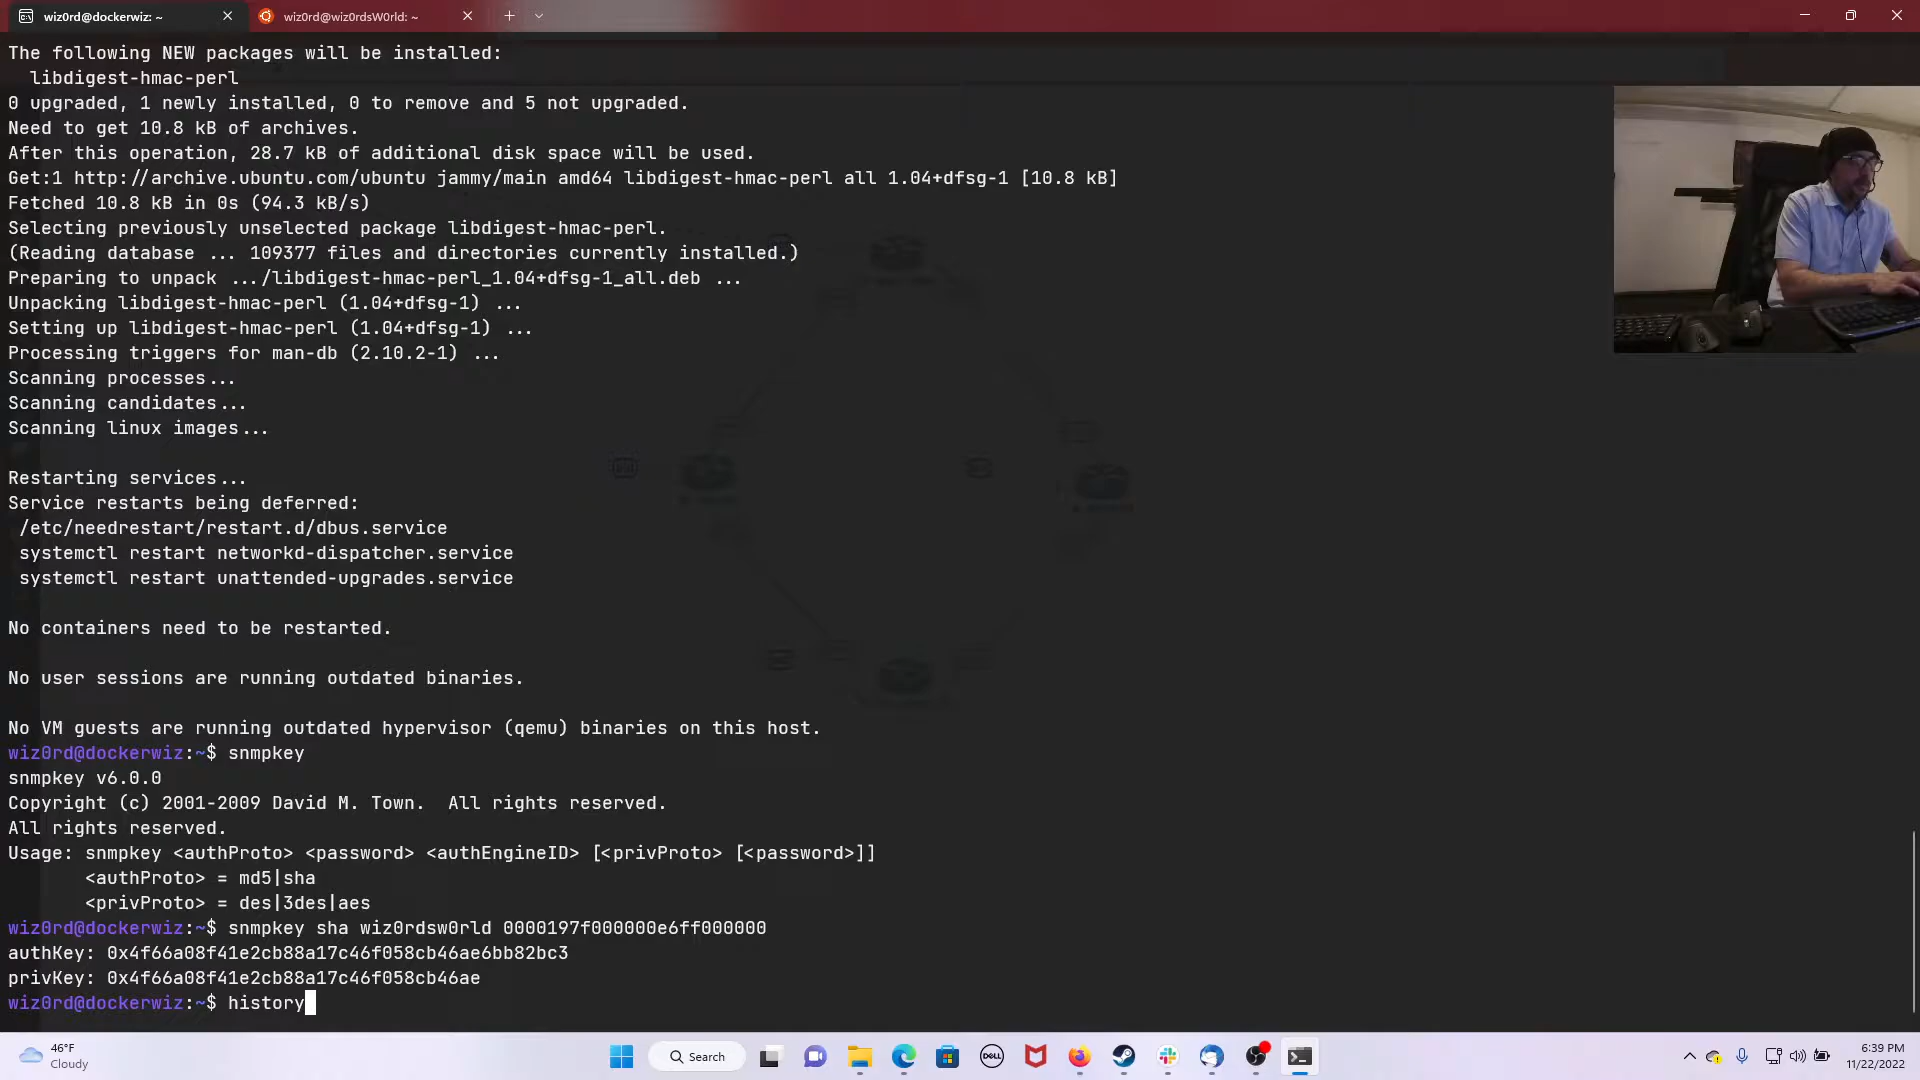 wiz0rd@dockerwiz: ~
wiz0rd@wiz0rdsW0rld: ~
The following NEW packages will be installed:
libdigest-hmac-perl
0 upgraded, 1 newly installed, 0 to remove and 5 not upgraded.
Need to get 10.8 kB of archives.
After this operation, 28.7 kB of additional disk space will be used.
Get:1 http://archive.ubuntu.com/ubuntu jammy/main amd64 libdigest-hmac-perl all 1.04+dfsg-1 [10.8 kB]
Fetched 10.8 kB in 0s (94.3 kB/s)
Selecting previously unselected package libdigest-hmac-perl.
(Reading database ... 109377 files and directories currently installed.)
Preparing to unpack .../libdigest-hmac-perl_1.04+dfsg-1_all.deb ...
Unpacking libdigest-hmac-perl (1.04+dfsg-1) ...
Setting up libdigest-hmac-perl (1.04+dfsg-1) ...
Processing triggers for man-db (2.10.2-1) ...
Scanning processes...
Scanning candidates...
Scanning linux images...
Restarting services...
Service restarts being deferred:
/etc/needrestart/restart.d/dbus.service
systemctl restart networkd-dispatcher.service
systemctl restart unattended-upgrades.service
No containers need to be restarted.
No user sessions are running outdated binaries.
No VM guests are running outdated hypervisor (qemu) binaries on this host.
wiz0rd@dockerwiz:~$ snmpkey
snmpkey v6.0.0
Copyright (c) 2001-2009 David M. Town.  All rights reserved.
All rights reserved.
Usage: snmpkey <authProto> <password> <authEngineID> [<privProto> [<password>]]
<authProto> = md5|sha
<privProto> = des|3des|aes
wiz0rd@dockerwiz:~$ snmpkey sha wiz0rdsw0rld 0000197f000000e6ff000000
authKey: 0x4f66a08f41e2cb88a17c46f058cb46ae6bb82bc3
privKey: 0x4f66a08f41e2cb88a17c46f058cb46ae
wiz0rd@dockerwiz:~$ history
46°F
Cloudy
Search
DELL
6:39 PM
11/22/2022